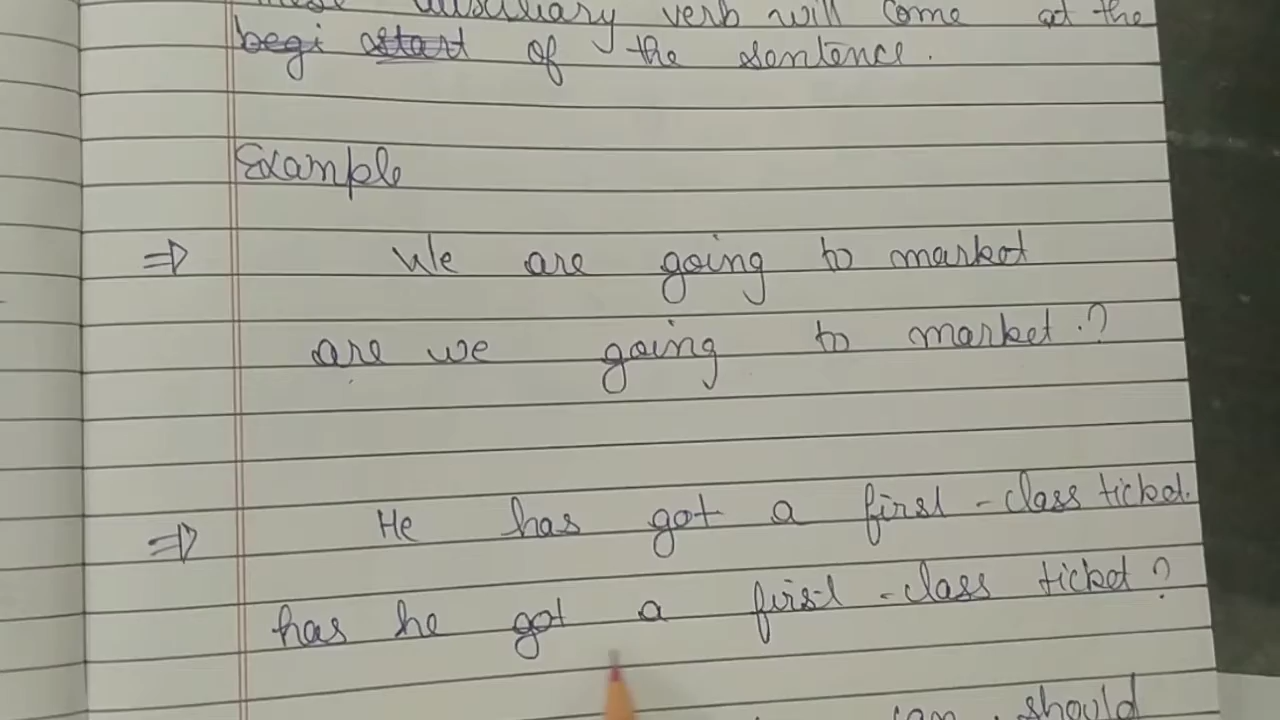 auxiliary verb will come at the
begi start of the sentence.
Example
⇒ We are going to market
are we going to market.?
⇒ He has got a first-class ticket.
has he got a first-class ticket?
can, should